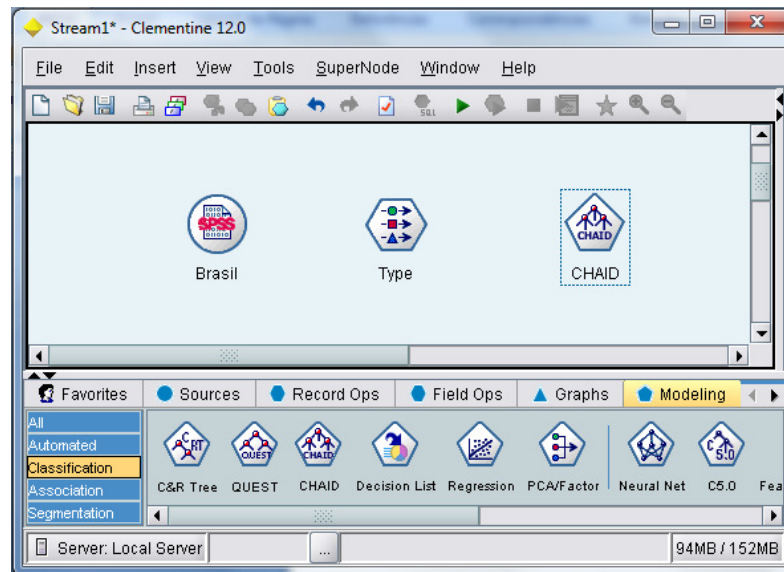 Stream1* - Clementine 12.0
File Edit Insert View Tools SuperNode Window Help
SQL
SPSS
CHAID
Brasil Type CHAID
Favorites Sources Record Ops Field Ops Graphs Modeling
All
Automated
Classification
Association
Segmentation
C RT QUEST CHAID C 5.0
C&R Tree QUEST CHAID Decision List Regression PCA/Factor Neural Net C5.0 Fea
Server: Local Server ... 94MB / 152MB